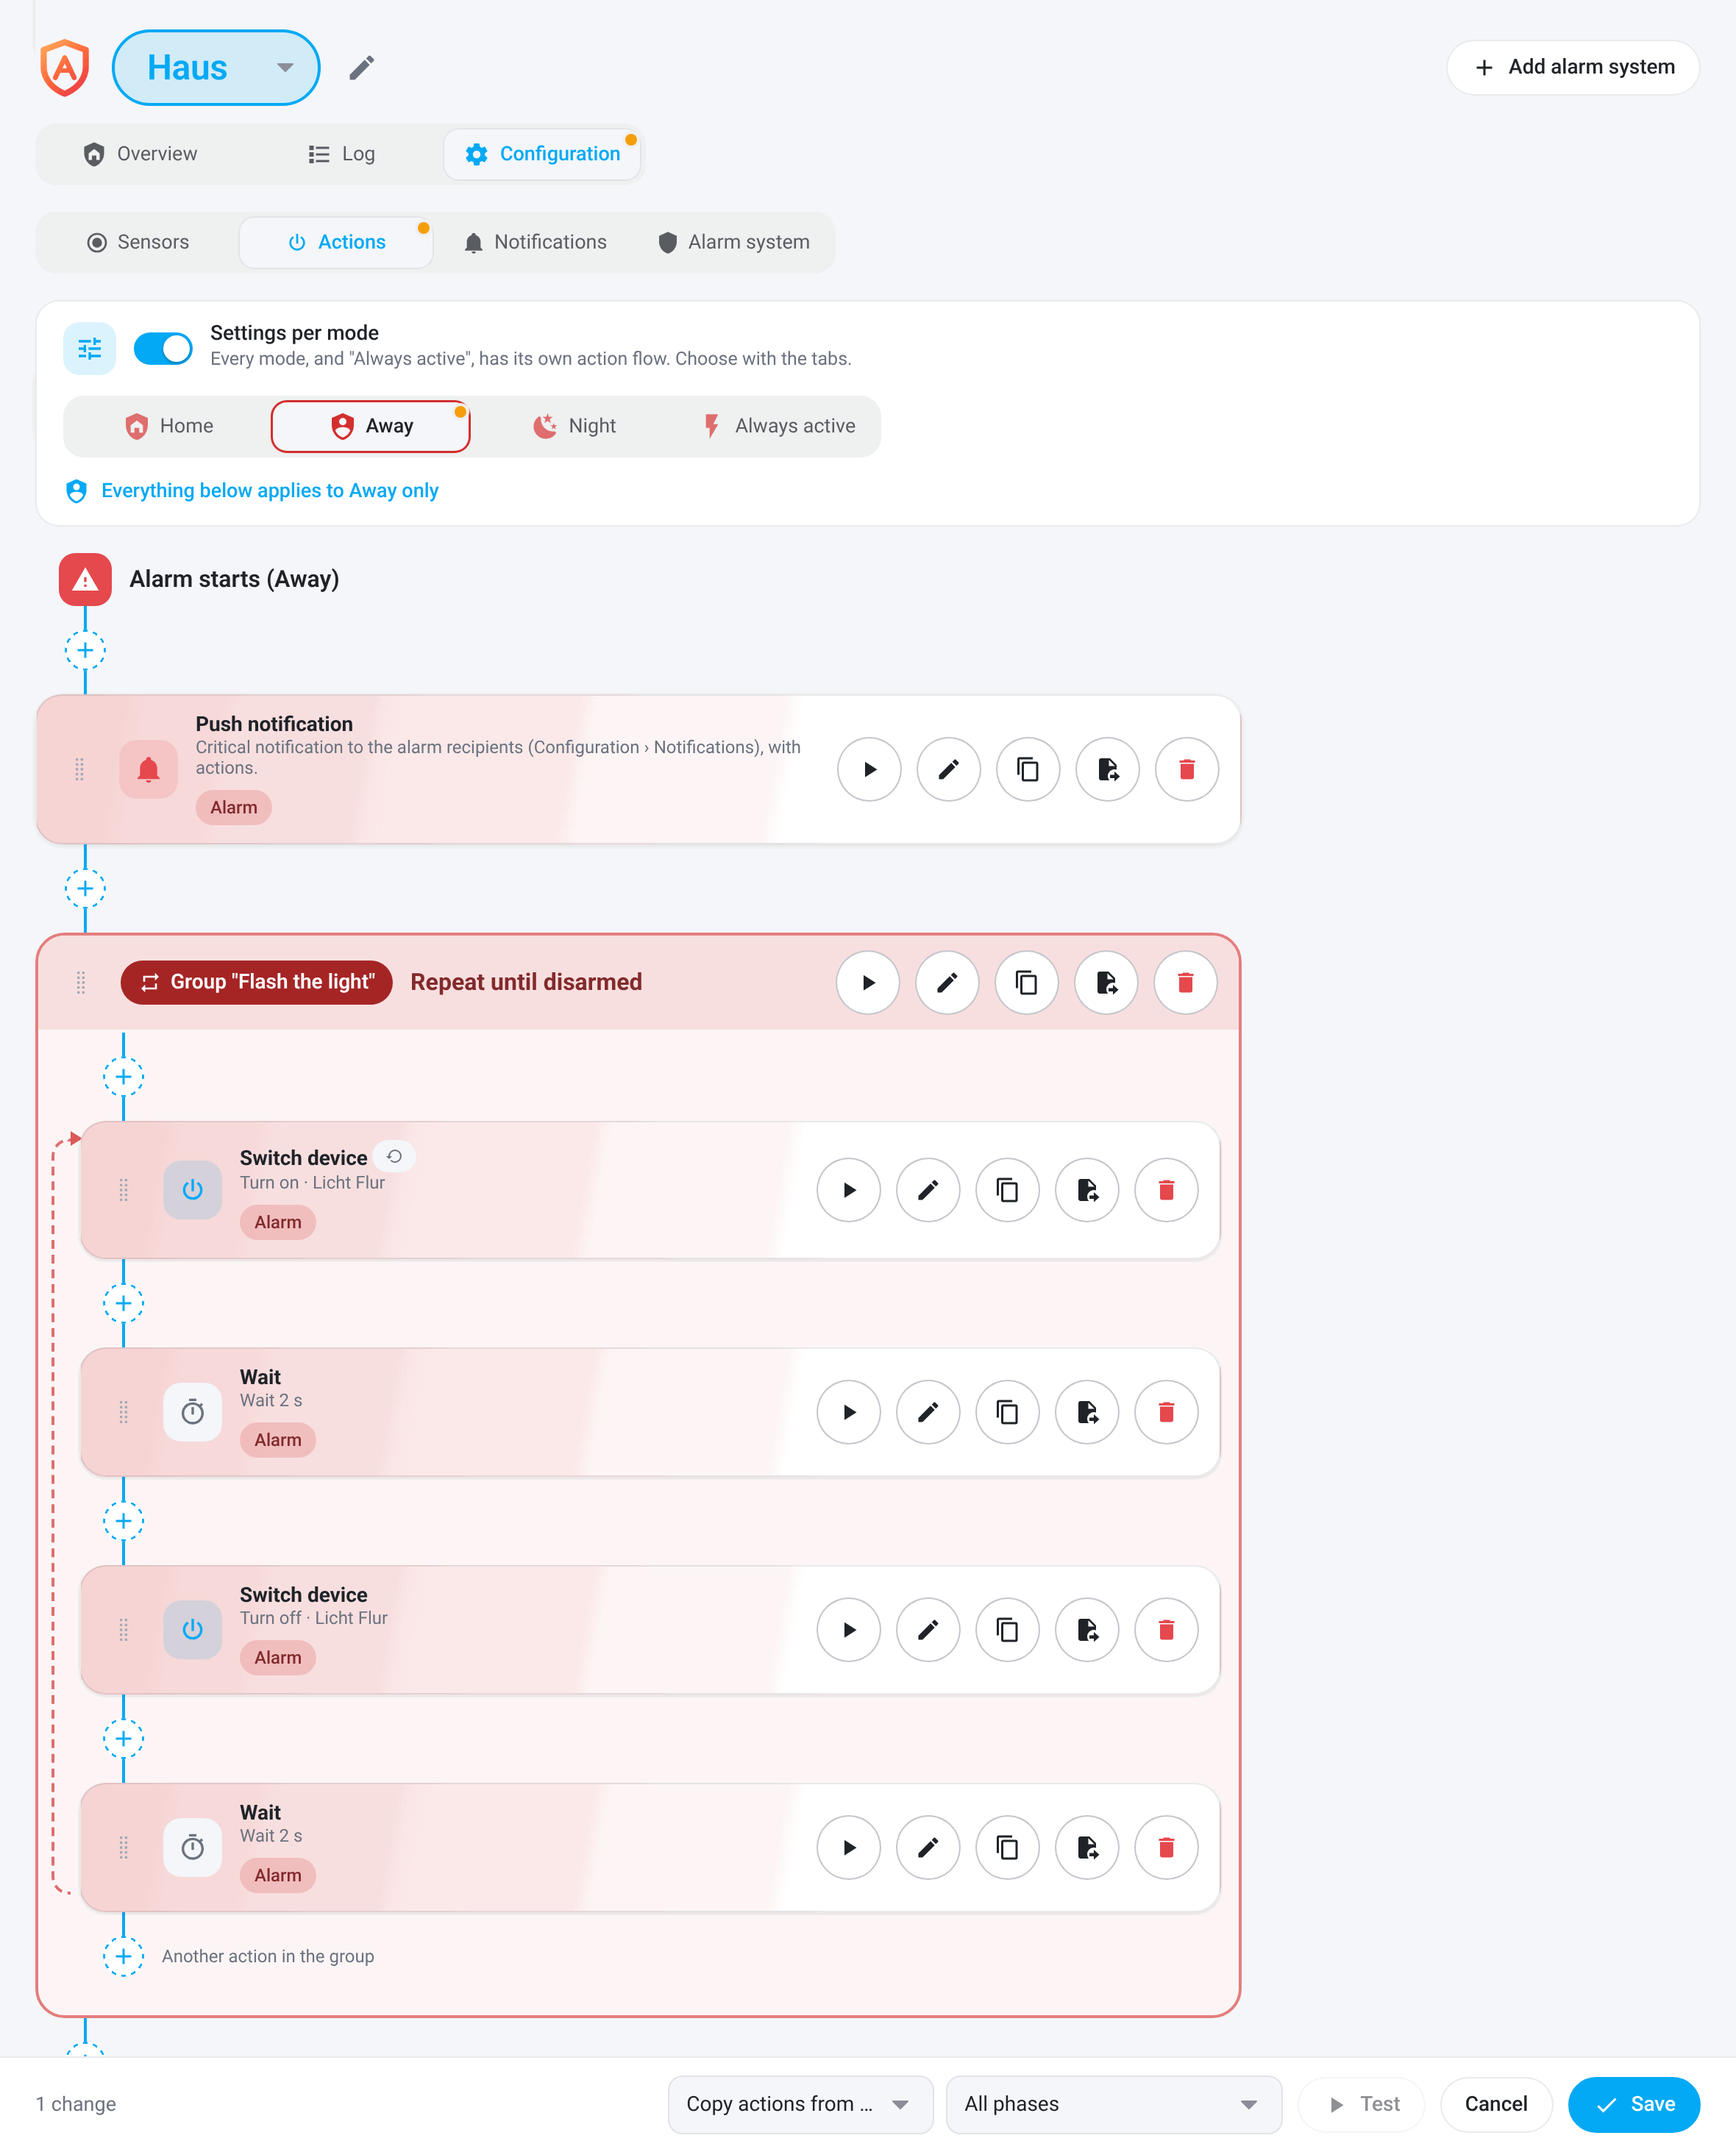 Haus
Add alarm system
Overview
Log
Configuration
Sensors
Actions
Notifications
Alarm system
Settings per mode
Every mode, and "Always active", has its own action flow. Choose with the tabs.
Home
Away
Night
Always active
Everything below applies to Away only
Alarm starts (Away)
Push notification
Critical notification to the alarm recipients (Configuration › Notifications), with
actions.
Alarm
Group "Flash the light"
Repeat until disarmed
Switch device
Turn on · Licht Flur
Alarm
Wait
Wait 2 s
Alarm
Switch device
Turn off · Licht Flur
Alarm
Wait
Wait 2 s
Alarm
Another action in the group
1 change
Copy actions from ...
All phases
Test
Cancel
Save